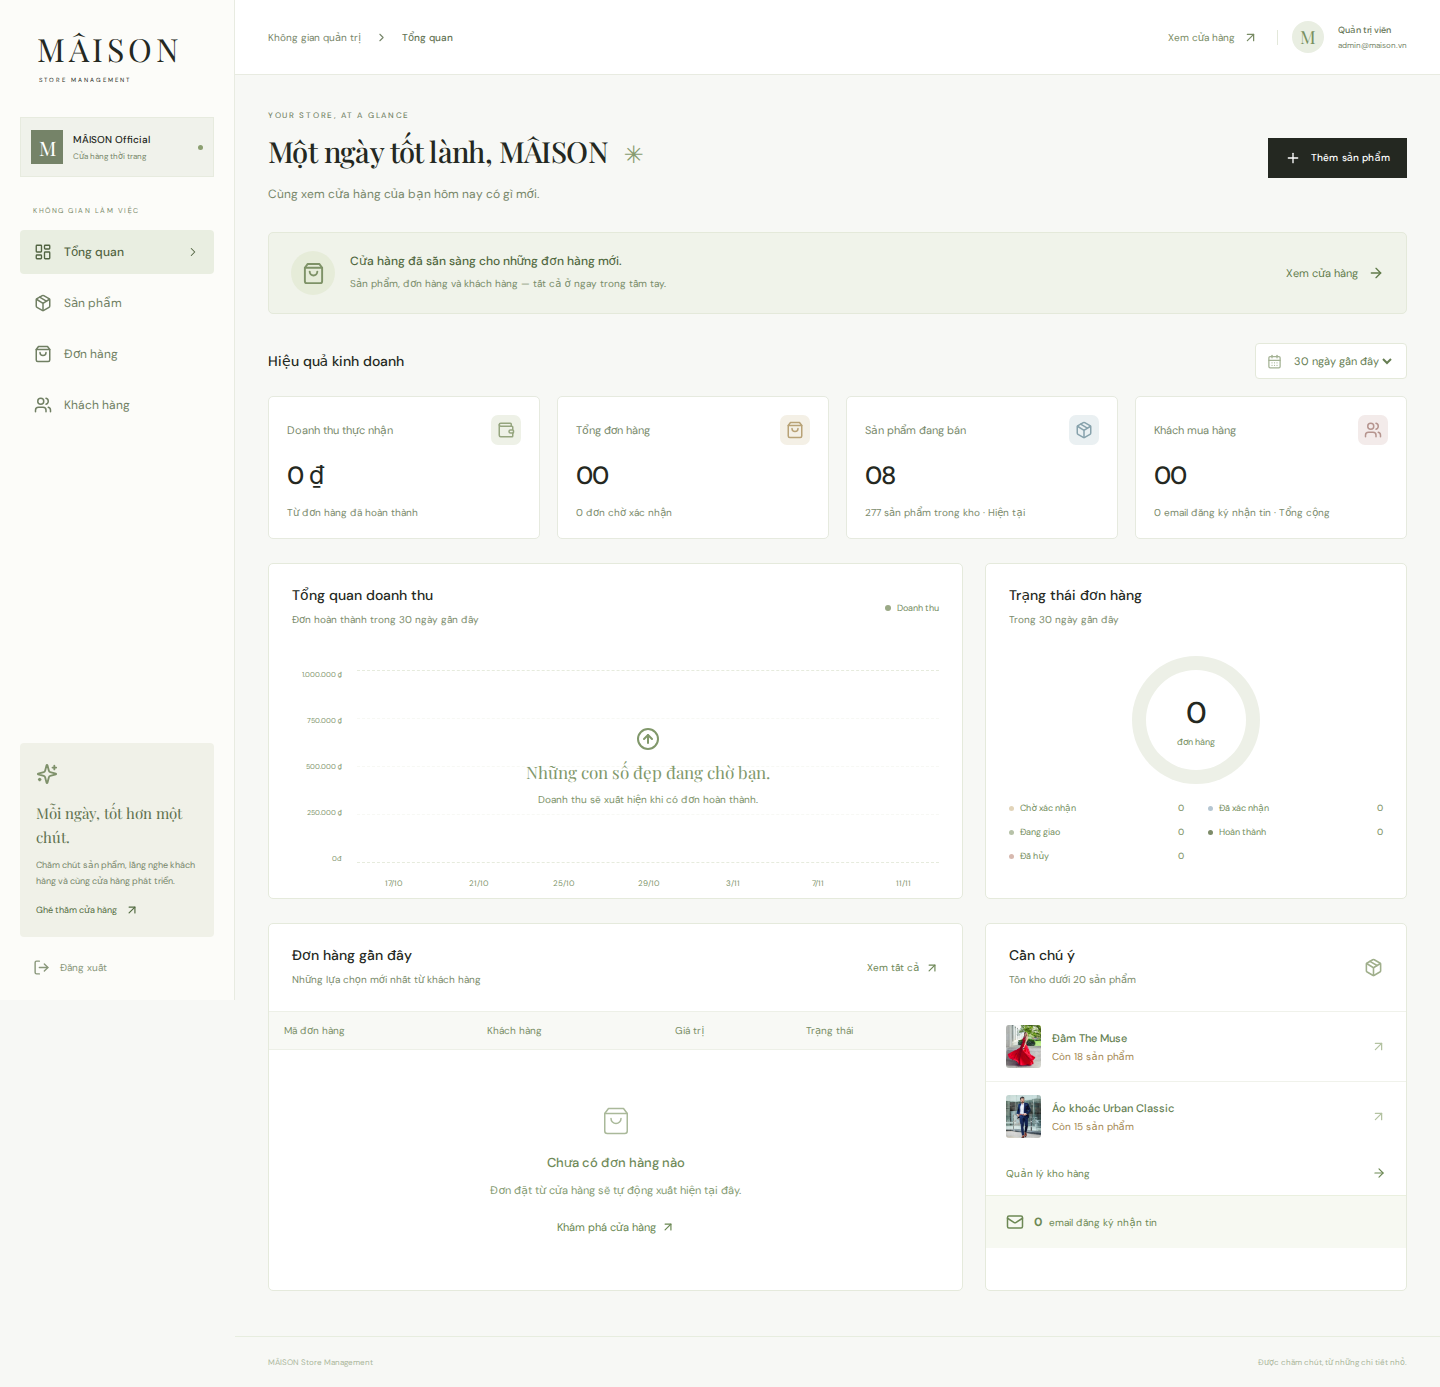 MÂISON
STORE MANAGEMENT
M
MÂISON Official
Cửa hàng thời trang
KHÔNG GIAN LÀM VIỆC
Tổng quan
Sản phẩm
Đơn hàng
Khách hàng
Mỗi ngày, tốt hơn một
chút.
Chăm chút sản phẩm, lắng nghe khách
hàng và cùng cửa hàng phát triển.
Ghé thăm cửa hàng
Đăng xuất
Không gian quản trị
Tổng quan
Xem cửa hàng
M
Quản trị viên
admin@maison.vn
YOUR STORE, AT A GLANCE
Một ngày tốt lành, MÂISON
Cùng xem cửa hàng của bạn hôm nay có gì mới.
Thêm sản phẩm
Cửa hàng đã sẵn sàng cho những đơn hàng mới.
Sản phẩm, đơn hàng và khách hàng — tất cả ở ngay trong tầm tay.
Xem cửa hàng
Hiệu quả kinh doanh
30 ngày gần đây
Doanh thu thực nhận
0 ₫
Từ đơn hàng đã hoàn thành
Tổng đơn hàng
00
0 đơn chờ xác nhận
Sản phẩm đang bán
08
277 sản phẩm trong kho · Hiện tại
Khách mua hàng
00
0 email đăng ký nhận tin · Tổng cộng
Tổng quan doanh thu
Đơn hoàn thành trong 30 ngày gần đây
Doanh thu
1.000.000 ₫
750.000 ₫
500.000 ₫
250.000 ₫
0₫
Những con số đẹp đang chờ bạn.
Doanh thu sẽ xuất hiện khi có đơn hoàn thành.
17/10
21/10
25/10
29/10
3/11
7/11
11/11
Trạng thái đơn hàng
Trong 30 ngày gần đây
0
đơn hàng
Chờ xác nhận 0
Đã xác nhận 0
Đang giao 0
Hoàn thành 0
Đã hủy 0
Đơn hàng gần đây
Những lựa chọn mới nhất từ khách hàng
Xem tất cả
Mã đơn hàng
Khách hàng
Giá trị
Trạng thái
Chưa có đơn hàng nào
Đơn đặt từ cửa hàng sẽ tự động xuất hiện tại đây.
Khám phá cửa hàng
Cần chú ý
Tồn kho dưới 20 sản phẩm
Đầm The Muse
Còn 18 sản phẩm
Áo khoác Urban Classic
Còn 15 sản phẩm
Quản lý kho hàng
0 email đăng ký nhận tin
MÂISON Store Management
Được chăm chút, từ những chi tiết nhỏ.